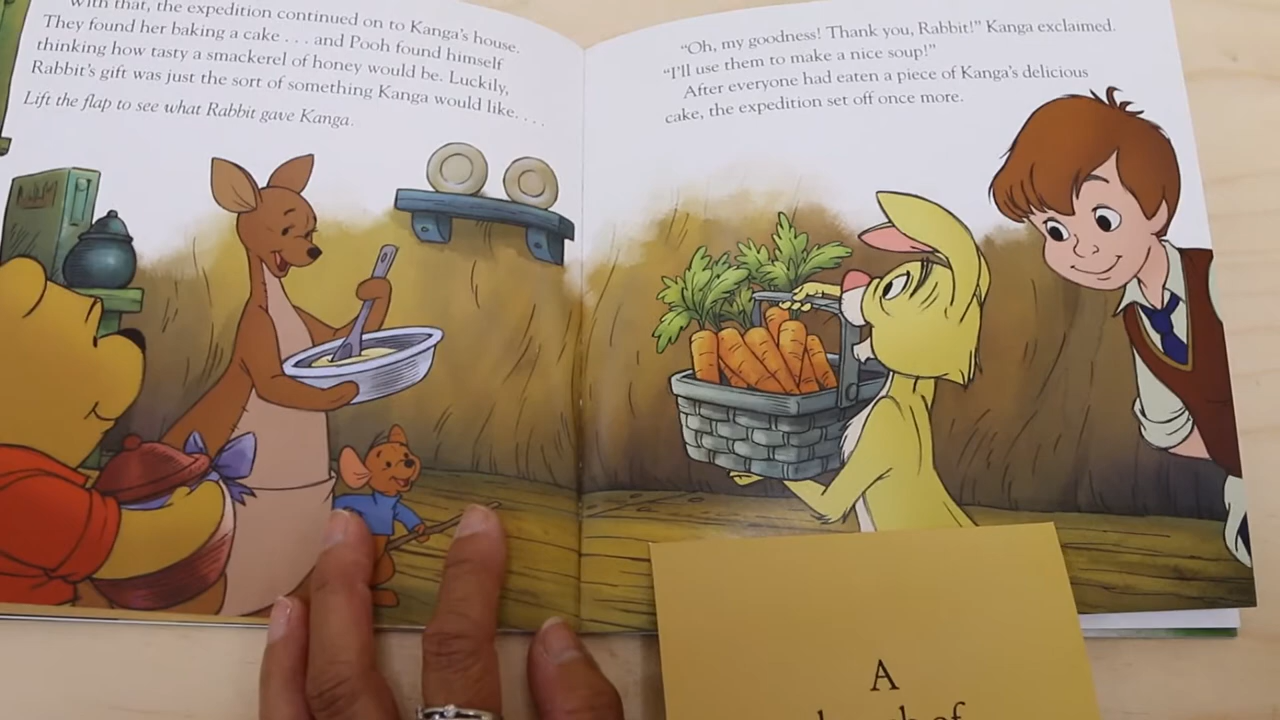 With that, the expedition continued on to Kanga's house.
They found her baking a cake . . . and Pooh found himself
thinking how tasty a smackerel of honey would be. Luckily,
Rabbit's gift was just the sort of something Kanga would like. . . .
Lift the flap to see what Rabbit gave Kanga.
"Oh, my goodness! Thank you, Rabbit!" Kanga exclaimed.
"I'll use them to make a nice soup!"
After everyone had eaten a piece of Kanga's delicious
cake, the expedition set off once more.
A
of